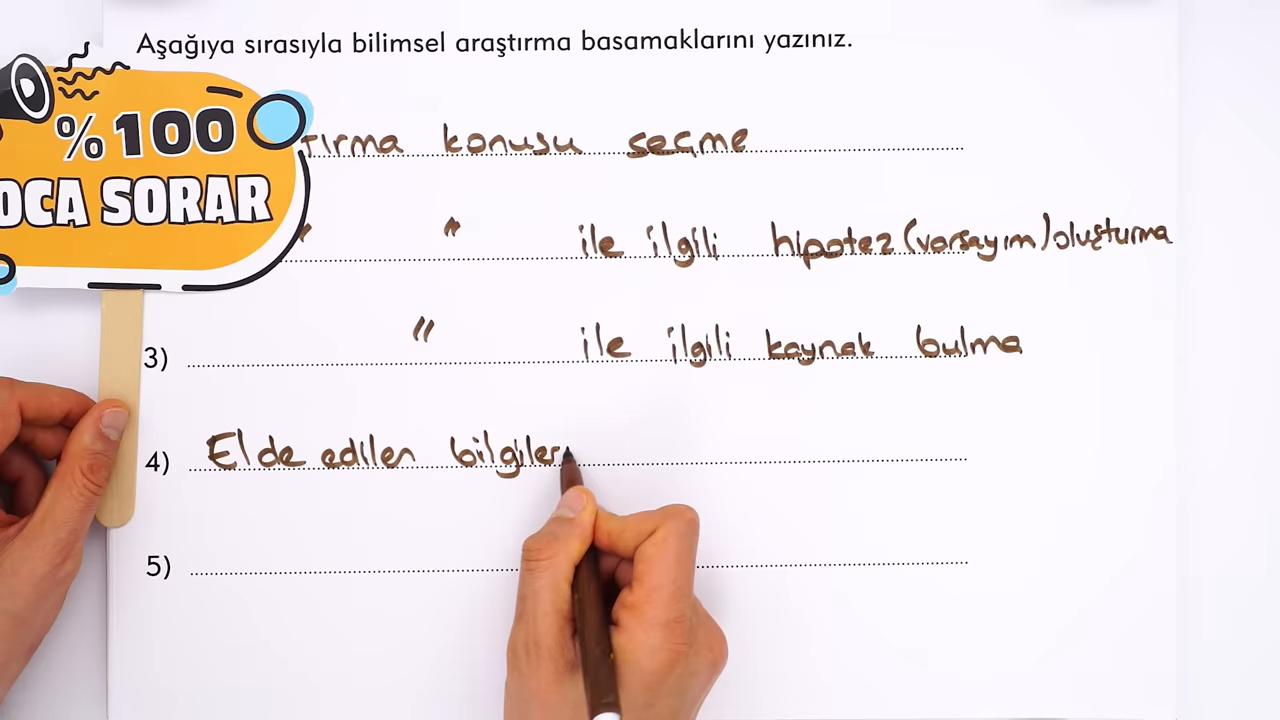 Aşağıya sırasıyla bilimsel araştırma basamaklarını yazınız.
%100
OCA SORAR
tırma konusu seçme
" " ile ilgili hipotez (varsayım) oluşturma
3) " ile ilgili kaynak bulma
4) Elde edilen bilgiler
5)